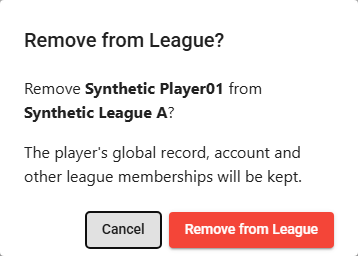 Remove from League?
Remove Synthetic Player01 from
Synthetic League A?
The player's global record, account and
other league memberships will be kept.
Cancel
Remove from League